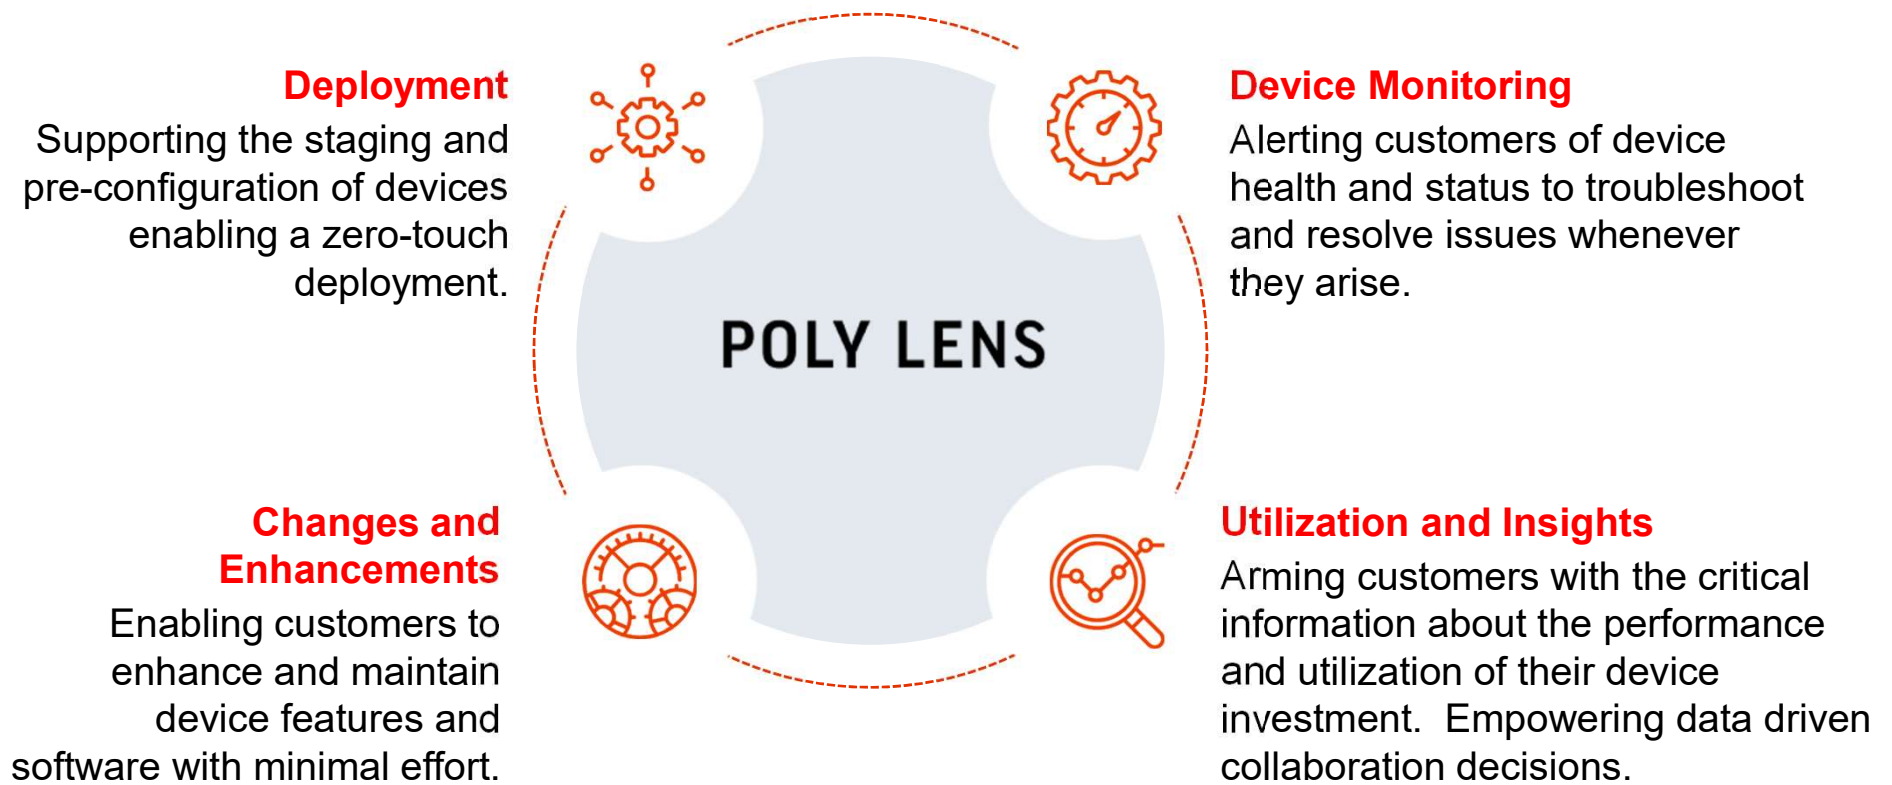 Deployment
Supporting the staging and
pre-configuration of devices
enabling a zero-touch
deployment.
Device Monitoring
Alerting customers of device
health and status to troubleshoot
and resolve issues whenever
they arise.
POLY LENS
Changes and
Enhancements
Enabling customers to
enhance and maintain
device features and
software with minimal effort.
Utilization and Insights
Arming customers with the critical
information about the performance
and utilization of their device
investment.  Empowering data driven
collaboration decisions.